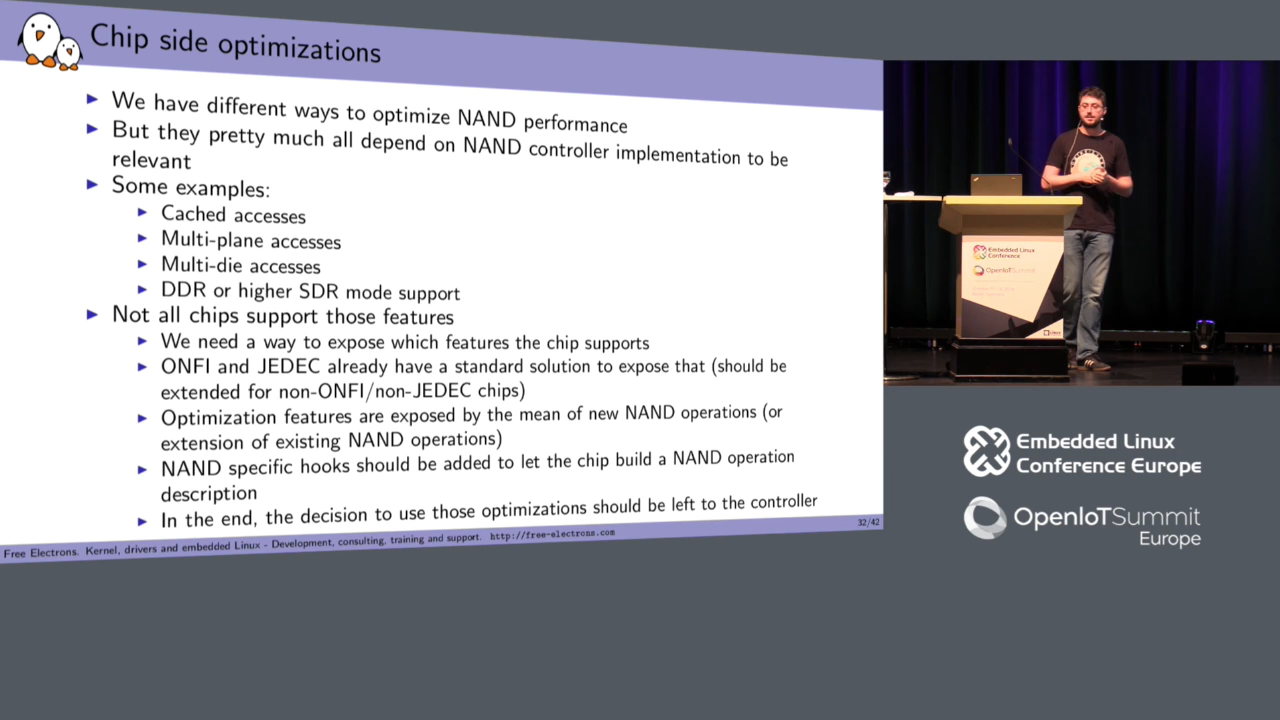 Chip side optimizations
▶ We have different ways to optimize NAND performance
▶ But they pretty much all depend on NAND controller implementation to be
relevant
▶ Some examples:
▶ Cached accesses
▶ Multi-plane accesses
▶ Multi-die accesses
▶ DDR or higher SDR mode support
▶ Not all chips support those features
▶ We need a way to expose which features the chip supports
▶ ONFI and JEDEC already have a standard solution to expose that (should be
extended for non-ONFI/non-JEDEC chips)
▶ Optimization features are exposed by the mean of new NAND operations (or
extension of existing NAND operations)
▶ NAND specific hooks should be added to let the chip build a NAND operation
description
▶ In the end, the decision to use those optimizations should be left to the controller
Free Electrons. Kernel, drivers and embedded Linux - Development, consulting, training and support. http://free-electrons.com
32/42
Embedded Linux
Conference
OpenIoTSummit
Embedded Linux
Conference Europe
OpenIoTSummit
Europe